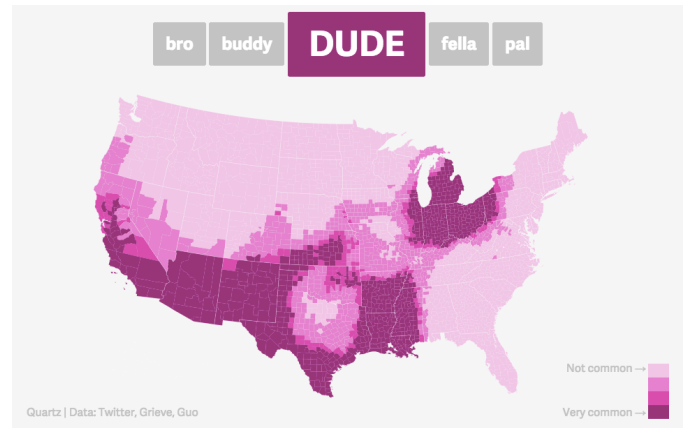 bro buddy DUDE fella pal
Not common →
Very common →
Quartz | Data: Twitter, Grieve, Guo